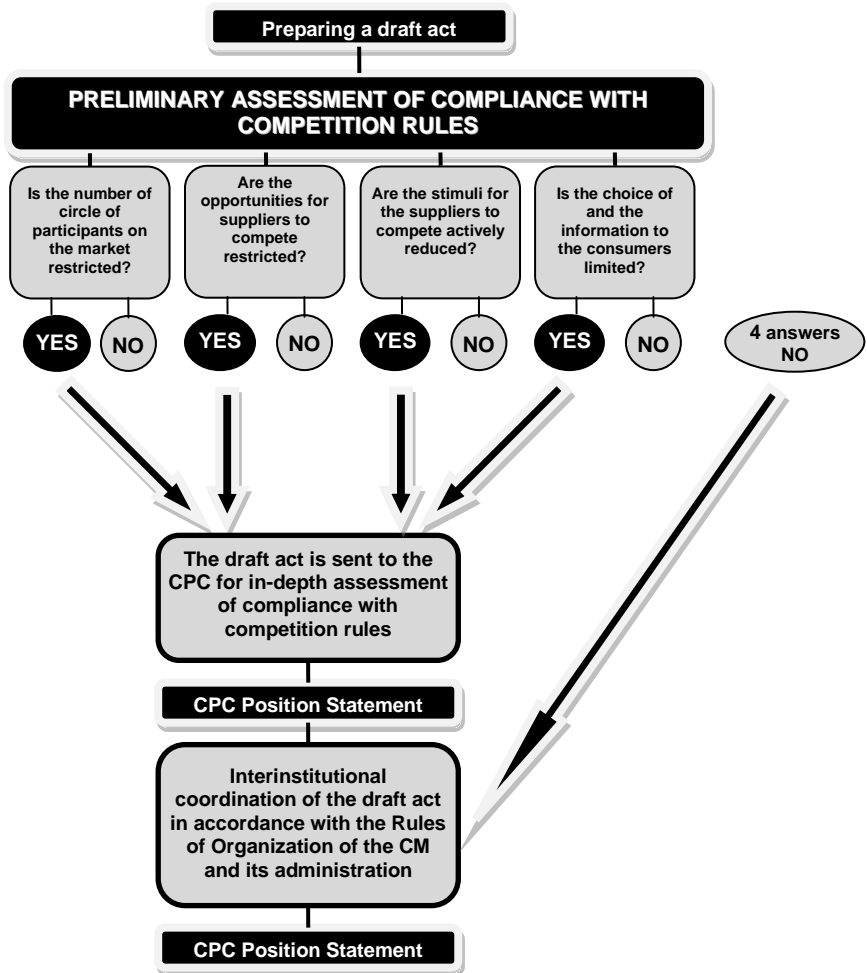 Preparing a draft act
PRELIMINARY ASSESSMENT OF COMPLIANCE WITH
COMPETITION RULES
Is the number of
circle of
participants on
the market
restricted?
Are the
opportunities for
suppliers to
compete
restricted?
Are the stimuli for
the suppliers to
compete actively
reduced?
Is the choice of
and the
information to
the consumers
limited?
YES
NO
YES
NO
YES
NO
YES
NO
4 answers
NO
The draft act is sent to the
CPC for in-depth assessment
of compliance with
competition rules
CPC Position Statement
Interinstitutional
coordination of the draft act
in accordance with the Rules
of Organization of the CM
and its administration
CPC Position Statement